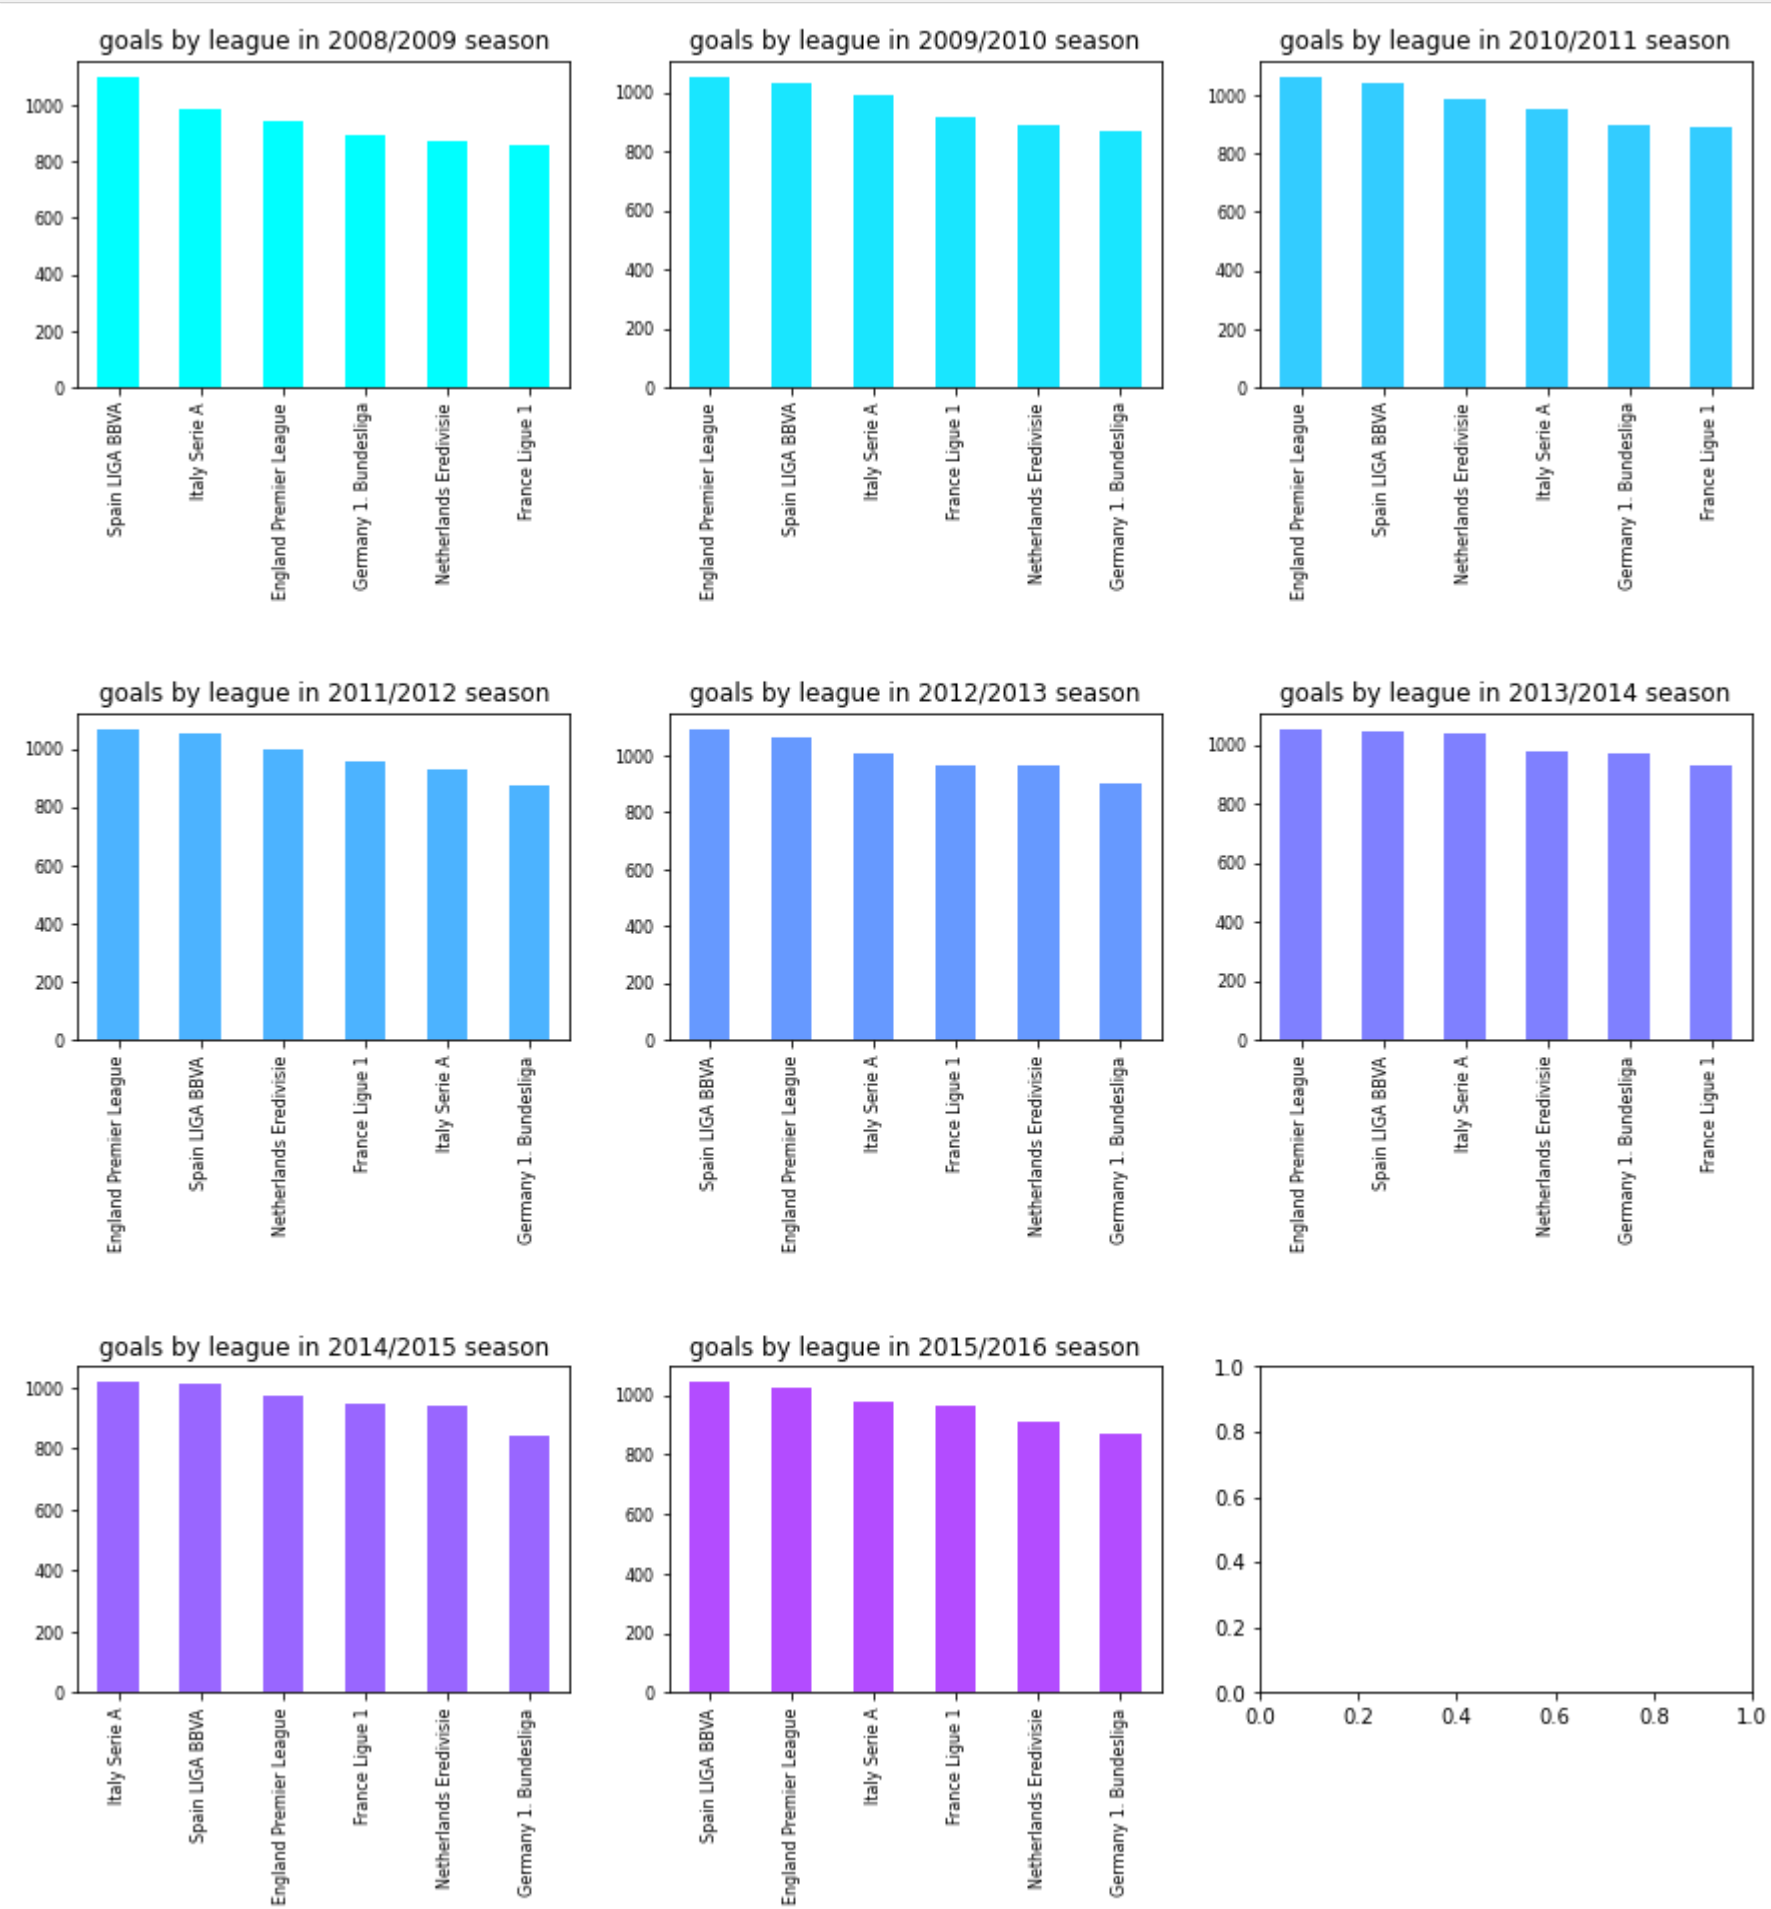 goals by league in 2008/2009 season
1000
800
600
400
200
0
Spain LIGA BBVA
Italy Serie A
England Premier League
Germany 1. Bundesliga
Netherlands Eredivisie
France Ligue 1
goals by league in 2009/2010 season
1000
800
600
400
200
0
England Premier League
Spain LIGA BBVA
Italy Serie A
France Ligue 1
Netherlands Eredivisie
Germany 1. Bundesliga
goals by league in 2010/2011 season
1000
800
600
400
200
0
England Premier League
Spain LIGA BBVA
Netherlands Eredivisie
Italy Serie A
Germany 1. Bundesliga
France Ligue 1
goals by league in 2011/2012 season
1000
800
600
400
200
0
England Premier League
Spain LIGA BBVA
Netherlands Eredivisie
France Ligue 1
Italy Serie A
Germany 1. Bundesliga
goals by league in 2012/2013 season
1000
800
600
400
200
0
Spain LIGA BBVA
England Premier League
Italy Serie A
France Ligue 1
Netherlands Eredivisie
Germany 1. Bundesliga
goals by league in 2013/2014 season
1000
800
600
400
200
0
England Premier League
Spain LIGA BBVA
Italy Serie A
Netherlands Eredivisie
Germany 1. Bundesliga
France Ligue 1
goals by league in 2014/2015 season
1000
800
600
400
200
0
Italy Serie A
Spain LIGA BBVA
England Premier League
France Ligue 1
Netherlands Eredivisie
Germany 1. Bundesliga
goals by league in 2015/2016 season
1000
800
600
400
200
0
Spain LIGA BBVA
England Premier League
Italy Serie A
France Ligue 1
Netherlands Eredivisie
Germany 1. Bundesliga
1.0
0.8
0.6
0.4
0.2
0.0
0.0 0.2 0.4 0.6 0.8 1.0